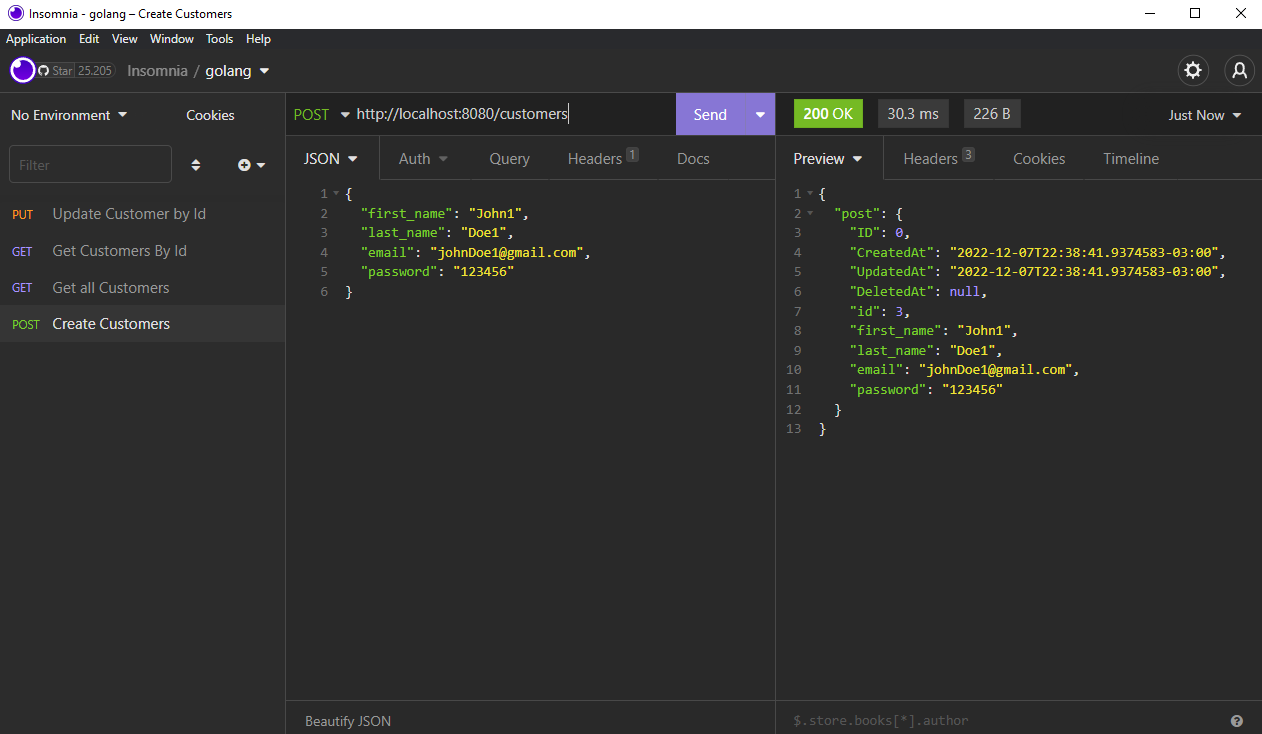 Insomnia - golang – Create Customers
Application Edit View Window Tools Help
Star 25.205 Insomnia / golang
No Environment Cookies
Filter
PUT Update Customer by Id
GET Get Customers By Id
GET Get all Customers
POST Create Customers
POST http://localhost:8080/customers Send
JSON Auth Query Headers 1 Docs
1 {
2 "first_name": "John1",
3 "last_name": "Doe1",
4 "email": "johnDoe1@gmail.com",
5 "password": "123456"
6 }
Beautify JSON
200 OK 30.3 ms 226 B Just Now
Preview Headers 3 Cookies Timeline
1 {
2 "post": {
3 "ID": 0,
4 "CreatedAt": "2022-12-07T22:38:41.9374583-03:00",
5 "UpdatedAt": "2022-12-07T22:38:41.9374583-03:00",
6 "DeletedAt": null,
7 "id": 3,
8 "first_name": "John1",
9 "last_name": "Doe1",
10 "email": "johnDoe1@gmail.com",
11 "password": "123456"
12 }
13 }
$.store.books[*].author ?